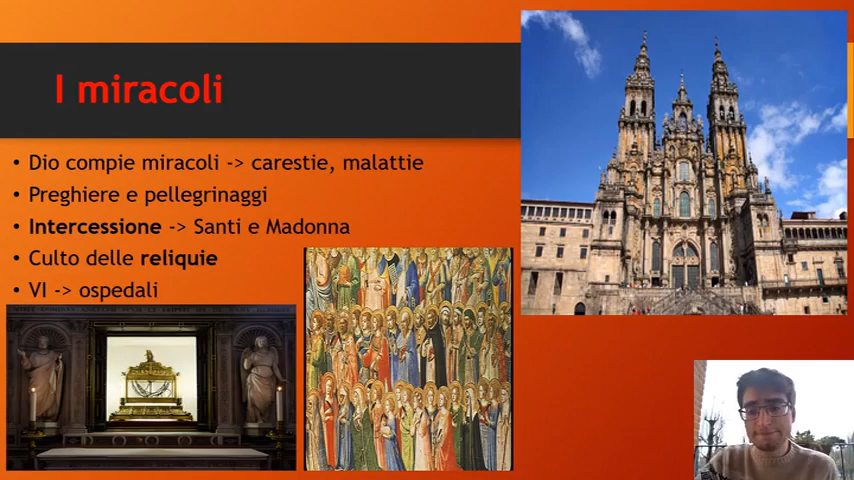 I miracoli
• Dio compie miracoli -> carestie, malattie
• Preghiere e pellegrinaggi
• Intercessione -> Santi e Madonna
• Culto delle reliquie
• VI -> ospedali